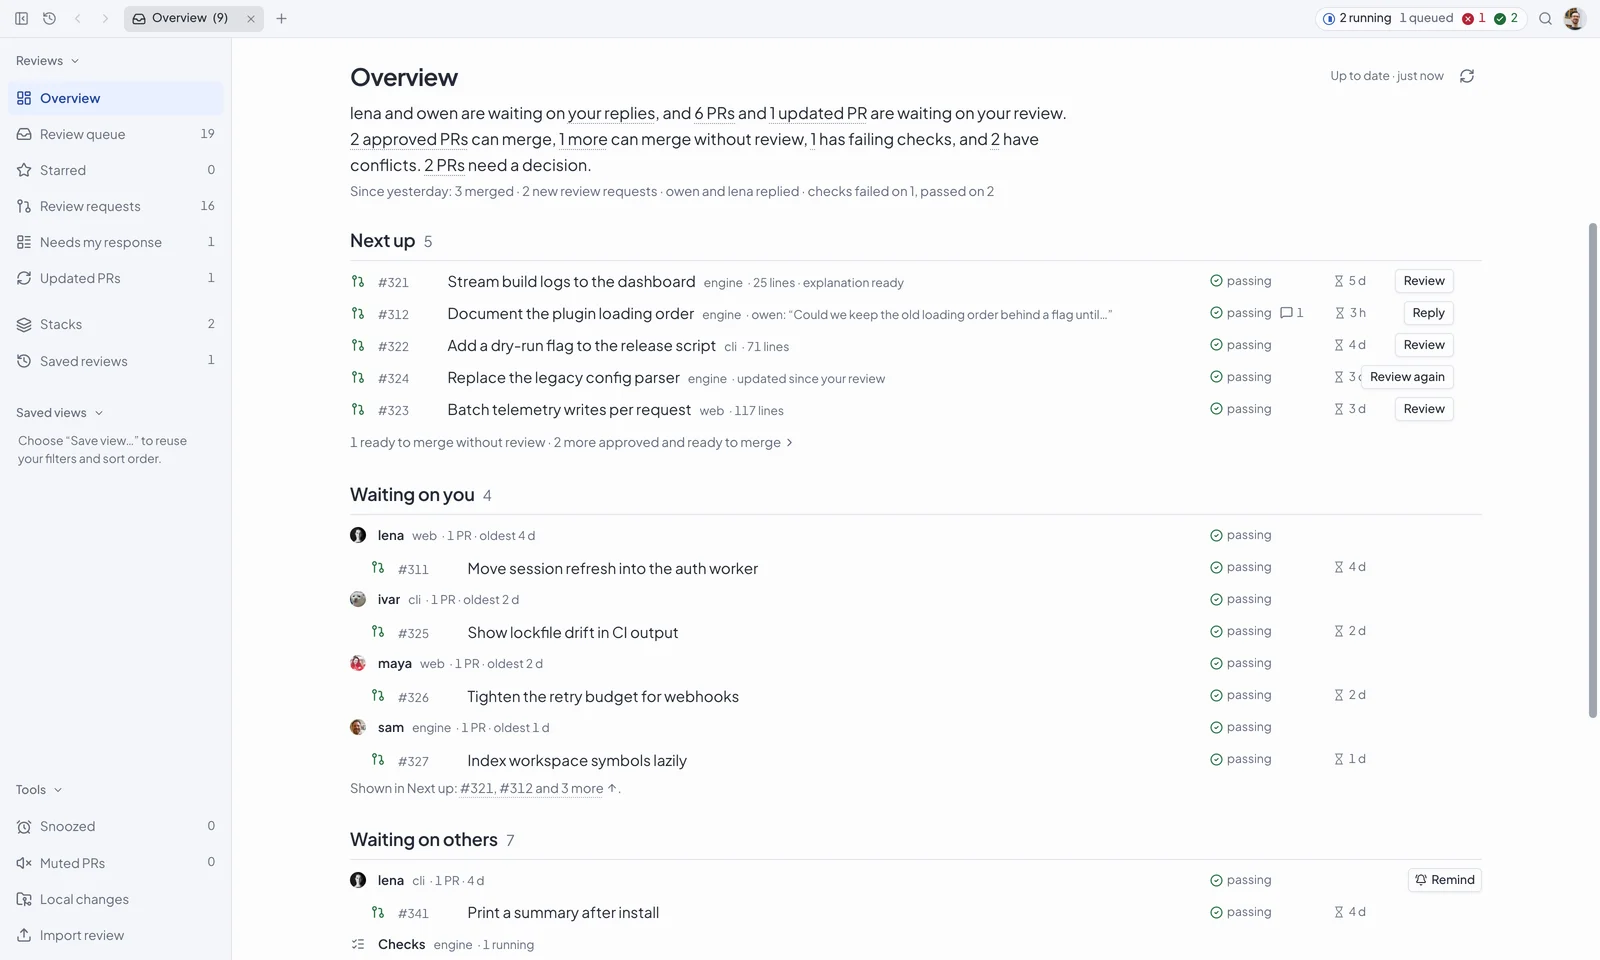 Overview (9)
2 running 1 queued 1 2
Reviews
Overview
Review queue 19
Starred 0
Review requests 16
Needs my response 1
Updated PRs 1
Stacks 2
Saved reviews 1
Saved views
Choose “Save view…” to reuse
your filters and sort order.
Tools
Snoozed 0
Muted PRs 0
Local changes
Import review
Overview
Up to date · just now
lena and owen are waiting on your replies, and 6 PRs and 1 updated PR are waiting on your review.
2 approved PRs can merge, 1 more can merge without review, 1 has failing checks, and 2 have
conflicts. 2 PRs need a decision.
Since yesterday: 3 merged · 2 new review requests · owen and lena replied · checks failed on 1, passed on 2
Next up 5
#321 Stream build logs to the dashboard engine · 25 lines · explanation ready passing 5 d Review
#312 Document the plugin loading order engine · owen: “Could we keep the old loading order behind a flag until…” passing 1 3 h Reply
#322 Add a dry-run flag to the release script cli · 71 lines passing 4 d Review
#324 Replace the legacy config parser engine · updated since your review passing 3 Review again
#323 Batch telemetry writes per request web · 117 lines passing 3 d Review
1 ready to merge without review · 2 more approved and ready to merge
Waiting on you 4
lena web · 1 PR · oldest 4 d passing
#311 Move session refresh into the auth worker passing 4 d
ivar cli · 1 PR · oldest 2 d passing
#325 Show lockfile drift in CI output passing 2 d
maya web · 1 PR · oldest 2 d passing
#326 Tighten the retry budget for webhooks passing 2 d
sam engine · 1 PR · oldest 1 d passing
#327 Index workspace symbols lazily passing 1 d
Shown in Next up: #321, #312 and 3 more ↑.
Waiting on others 7
lena cli · 1 PR · 4 d passing Remind
#341 Print a summary after install passing 4 d
Checks engine · 1 running